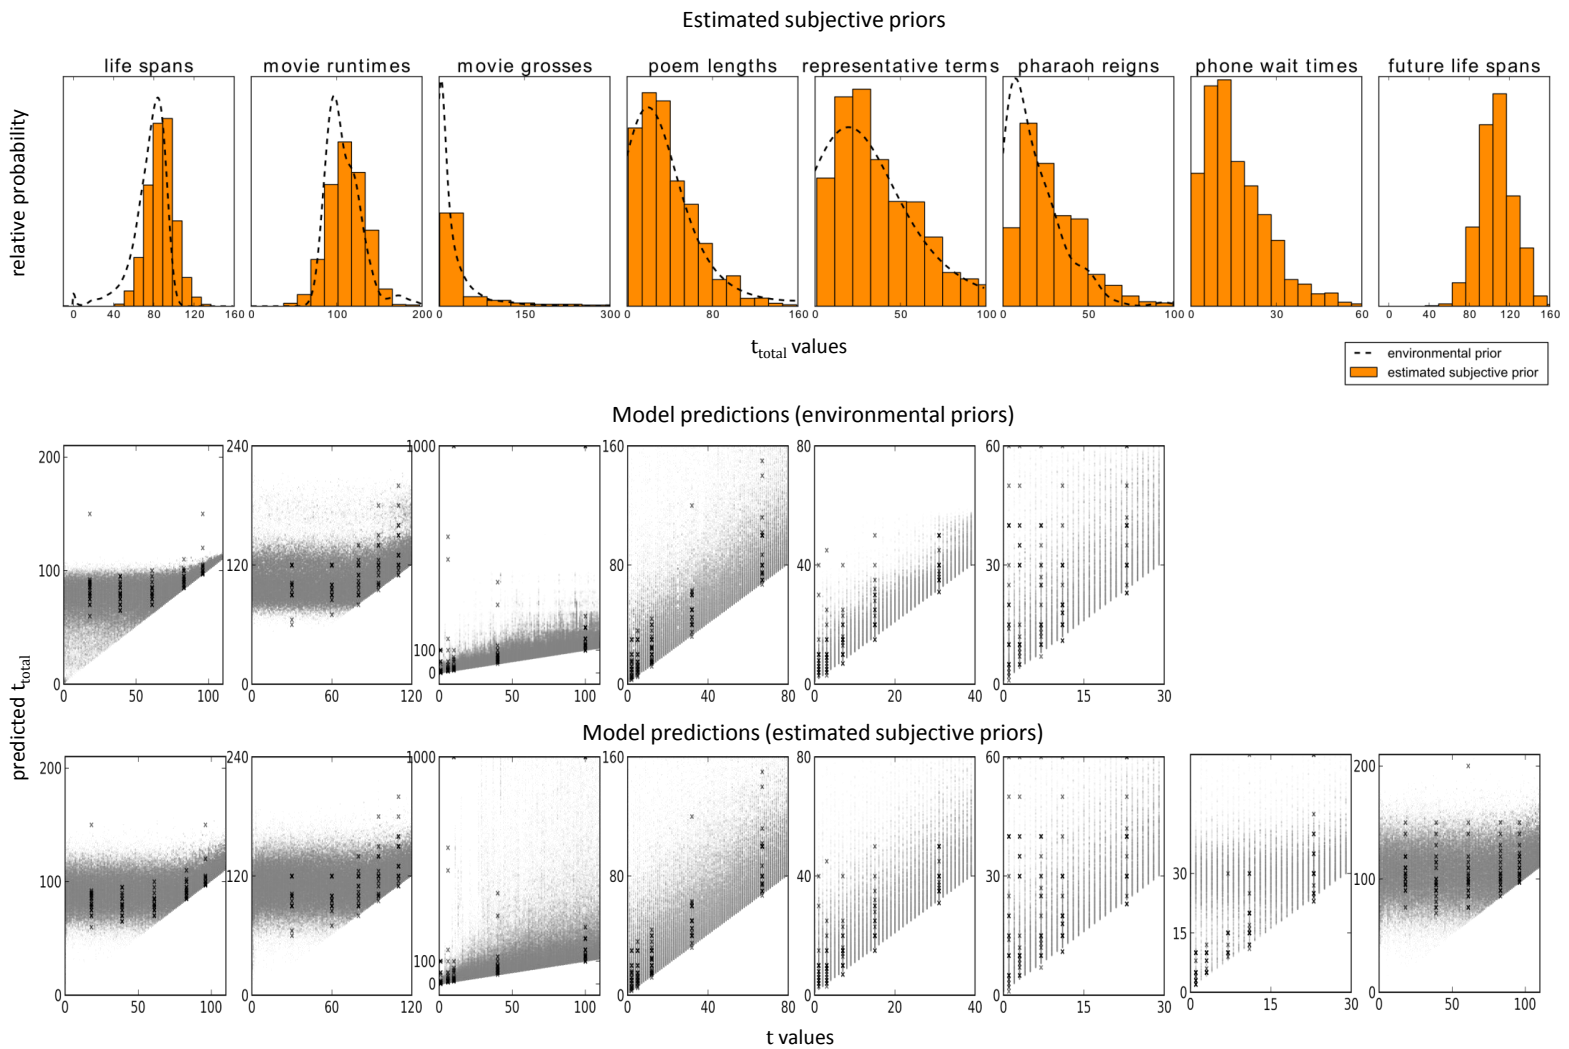 Estimated subjective priors
life spans
movie runtimes
movie grosses
poem lengths
representative terms
pharaoh reigns
phone wait times
future life spans
relative probability
0 40 80 120 160
0 100 200
0 150 300
0 80 160
0 50 100
0 50 100
0 30 60
0 40 80 120 160
t_total values
environmental prior
estimated subjective prior
Model predictions (environmental priors)
200 100 0
0 50 100
240 120 0
0 60 120
1000 100 0
0 50 100
160 80 0
0 40 80
80 40 0
0 20 40
60 30 0
0 15 30
predicted t_total
Model predictions (estimated subjective priors)
200 100 0
0 50 100
240 120 0
0 60 120
1000 100 0
0 50 100
160 80 0
0 40 80
80 40 0
0 20 40
60 30 0
0 15 30
30 15 0
0 15 30
200 100 0
0 50 100
t values